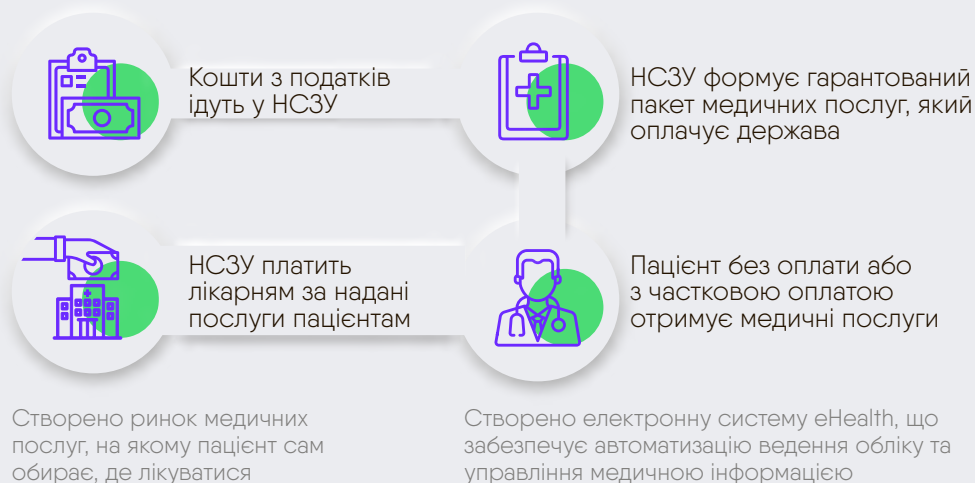 Кошти з податків
ідуть у НСЗУ
НСЗУ формує гарантований
пакет медичних послуг, який
оплачує держава
НСЗУ платить
лікарням за надані
послуги пацієнтам
Пацієнт без оплати або
з частковою оплатою
отримує медичні послуги
Створено ринок медичних
послуг, на якому пацієнт сам
обирає, де лікуватися
Створено електронну систему eHealth, що
забезпечує автоматизацію ведення обліку та
управління медичною інформацією